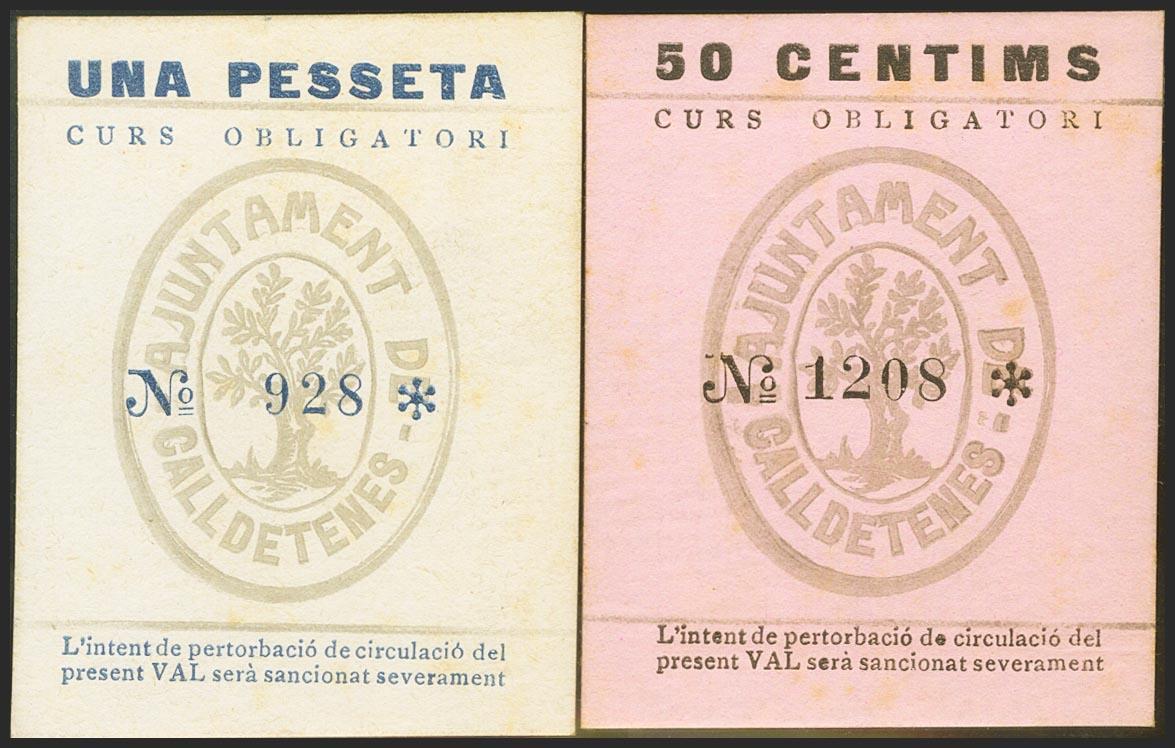 UNA PESSETA
CURS OBLIGATORI
AJUNTAMENT DE CALLDETENES -
Nº 928 *
L'intent de pertorbació de circulació del
present VAL serà sancionat severament
50 CENTIMS
CURS OBLIGATORI
AJUNTAMENT DE CALLDETENES -
Nº 1208 *
L'intent de pertorbació de circulació del
present VAL serà sancionat severament